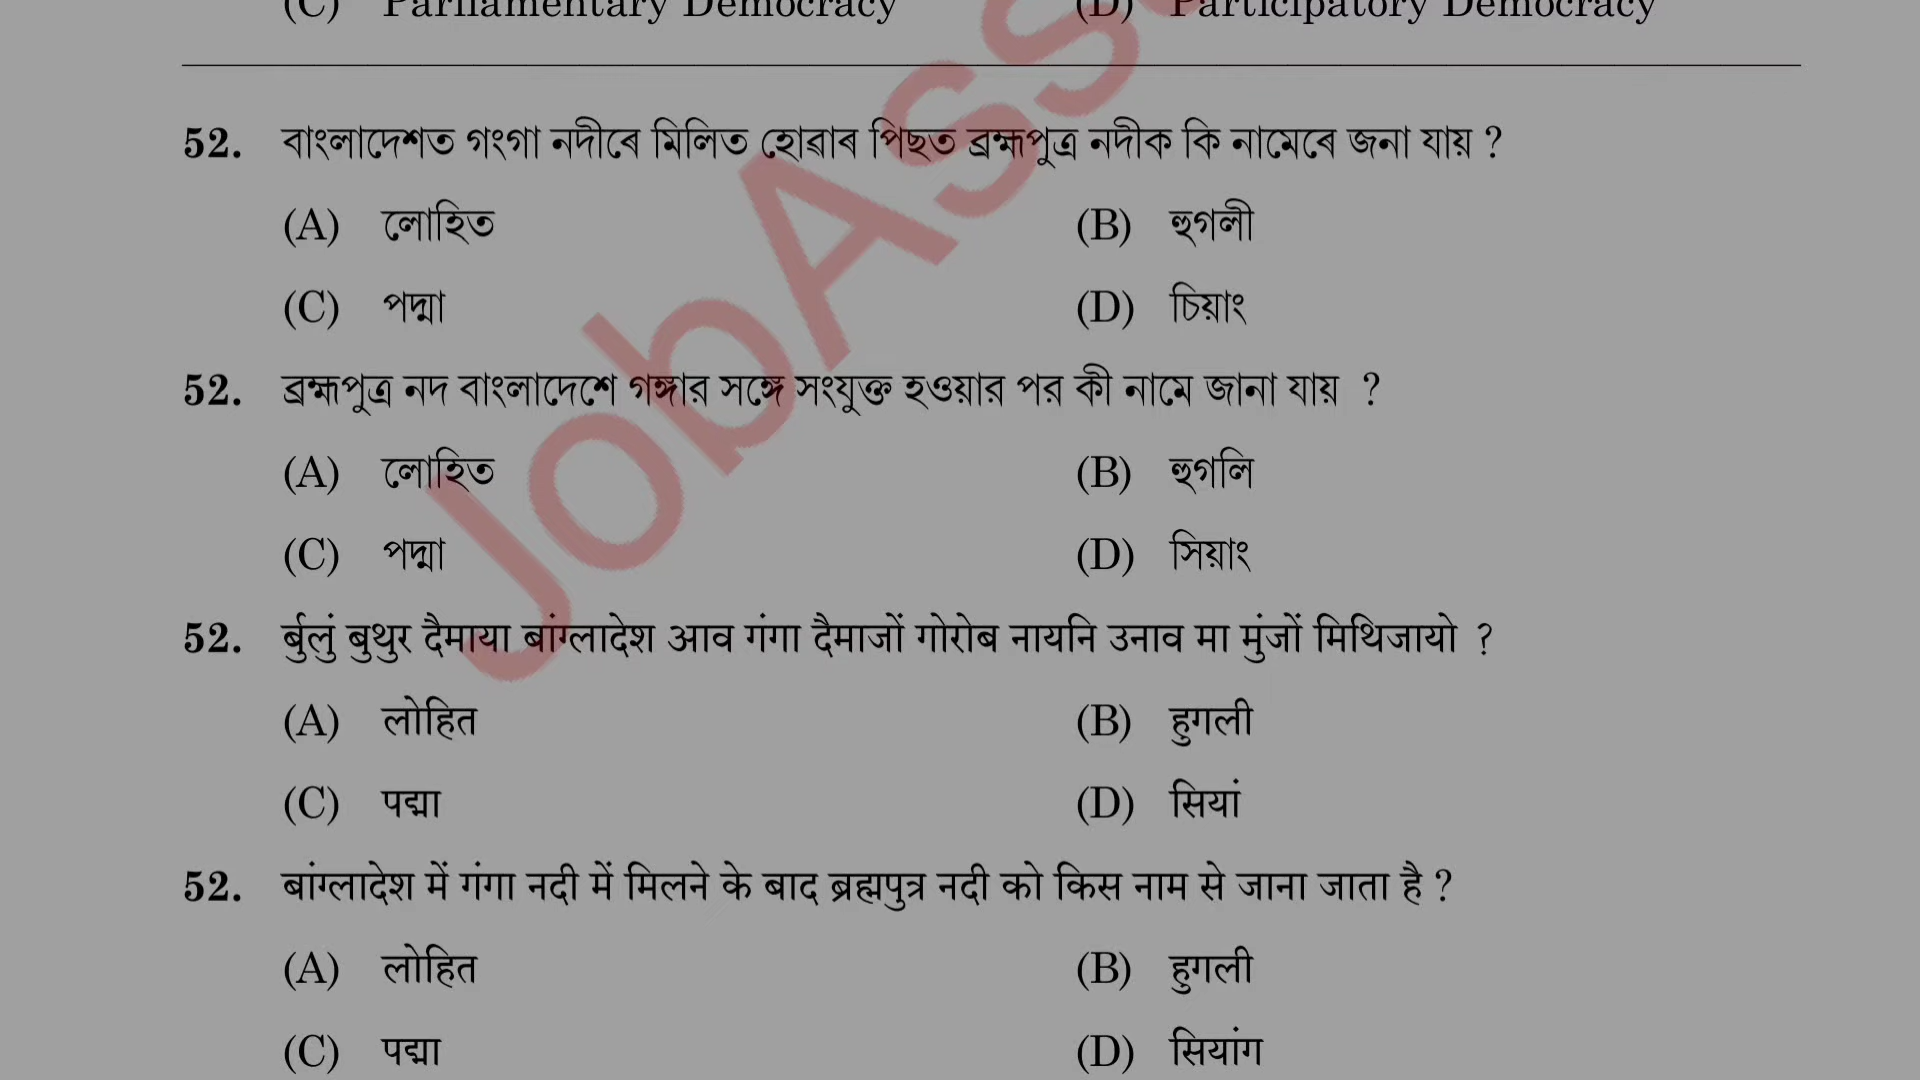 (C) Parliamentary Democracy (D) Participatory Democracy
52. বাংলাদেশত গংগা নদীৰে মিলিত হোৱাৰ পিছত ব্ৰহ্মপুত্ৰ নদীক কি নামেৰে জনা যায় ?
(A) লোহিত (B) হুগলী
(C) পদ্মা (D) চিয়াং
52. ব্রহ্মপুত্র নদ বাংলাদেশে গঙ্গার সঙ্গে সংযুক্ত হওয়ার পর কী নামে জানা যায় ?
(A) লোহিত (B) হুগলি
(C) পদ্মা (D) সিয়াং
52. र्बुलुं बुथुर दैमाया बांग्लादेश आव गंगा दैमाजों गोरोब नायनि उनाव मा मुंजों मिथिजायो ?
(A) लोहित (B) हुगली
(C) पद्मा (D) सियां
52. बांग्लादेश में गंगा नदी में मिलने के बाद ब्रह्मपुत्र नदी को किस नाम से जाना जाता है ?
(A) लोहित (B) हुगली
(C) पद्मा (D) सियांग
JobAss